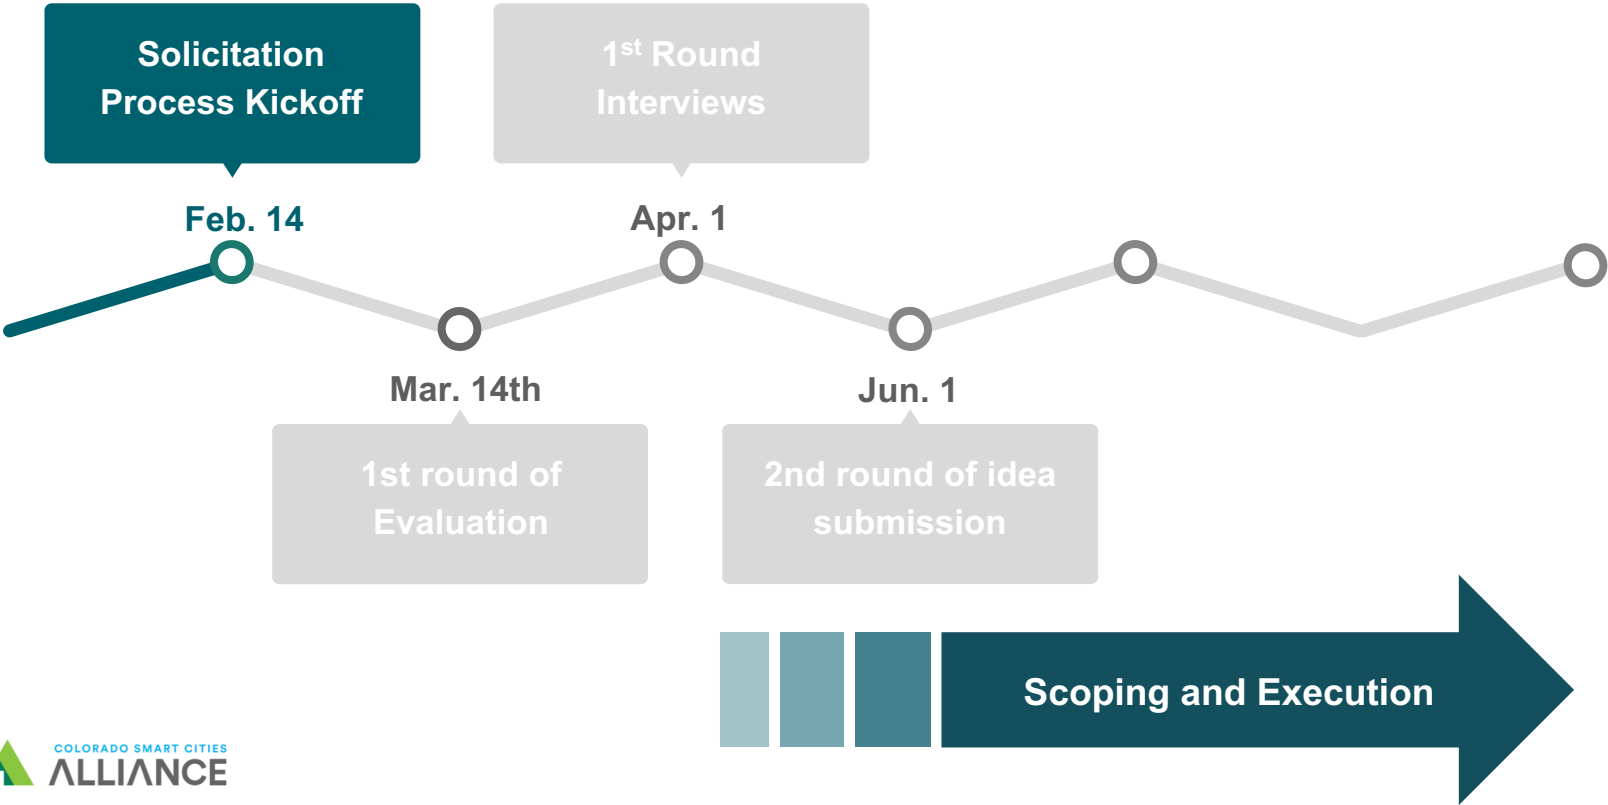 Solicitation
Process Kickoff
1st Round
Interviews
Feb. 14
Apr. 1
Mar. 14th
Jun. 1
1st round of
Evaluation
2nd round of idea
submission
Scoping and Execution
COLORADO SMART CITIES
ALLIANCE